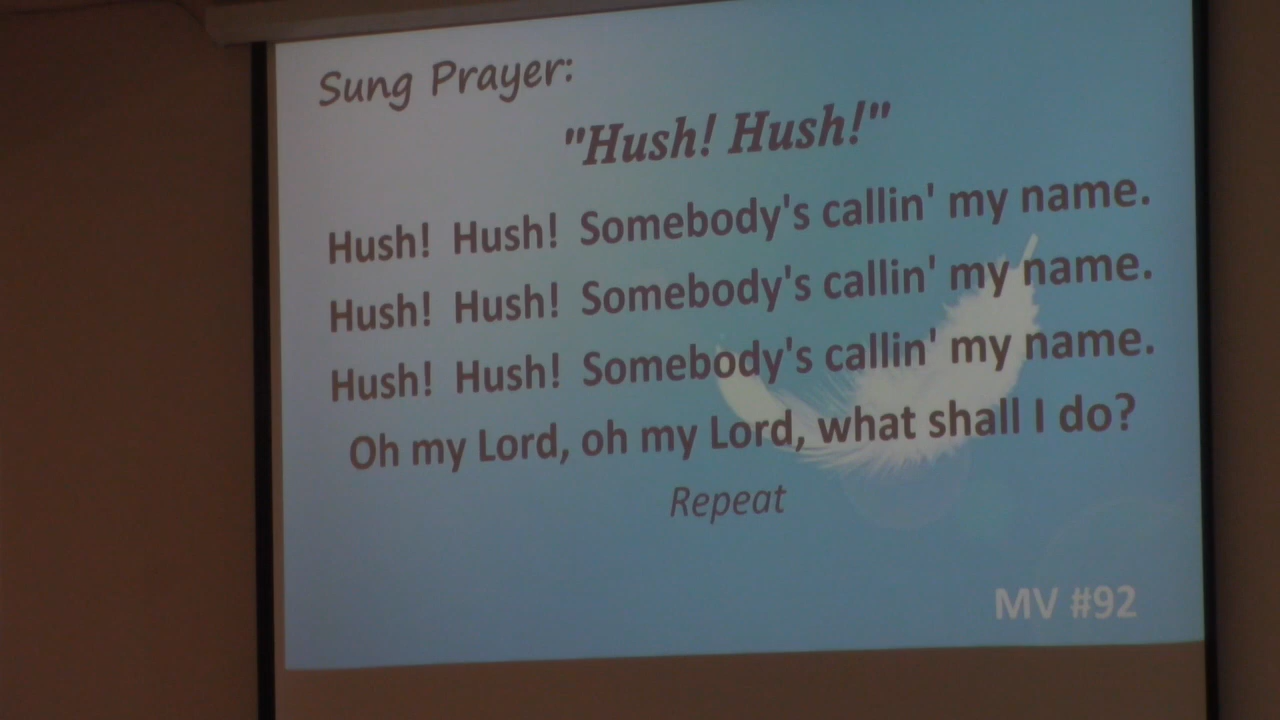 Sung Prayer:
"Hush! Hush!"
Hush! Hush! Somebody's callin' my name.
Hush! Hush! Somebody's callin' my name.
Hush! Hush! Somebody's callin' my name.
Oh my Lord, oh my Lord, what shall I do?
Repeat
MV #92